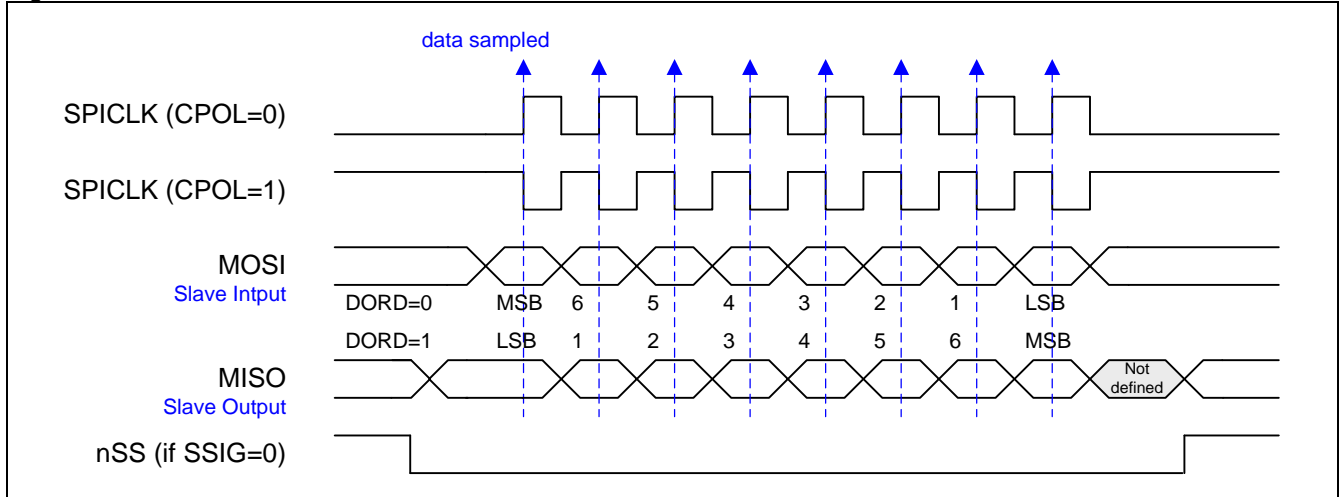 data sampled
SPICLK (CPOL=0)
SPICLK (CPOL=1)
MOSI
Slave Intput
DORD=0 MSB 6 5 4 3 2 1 LSB
DORD=1 LSB 1 2 3 4 5 6 MSB
MISO
Slave Output
Not
defined
nSS (if SSIG=0)